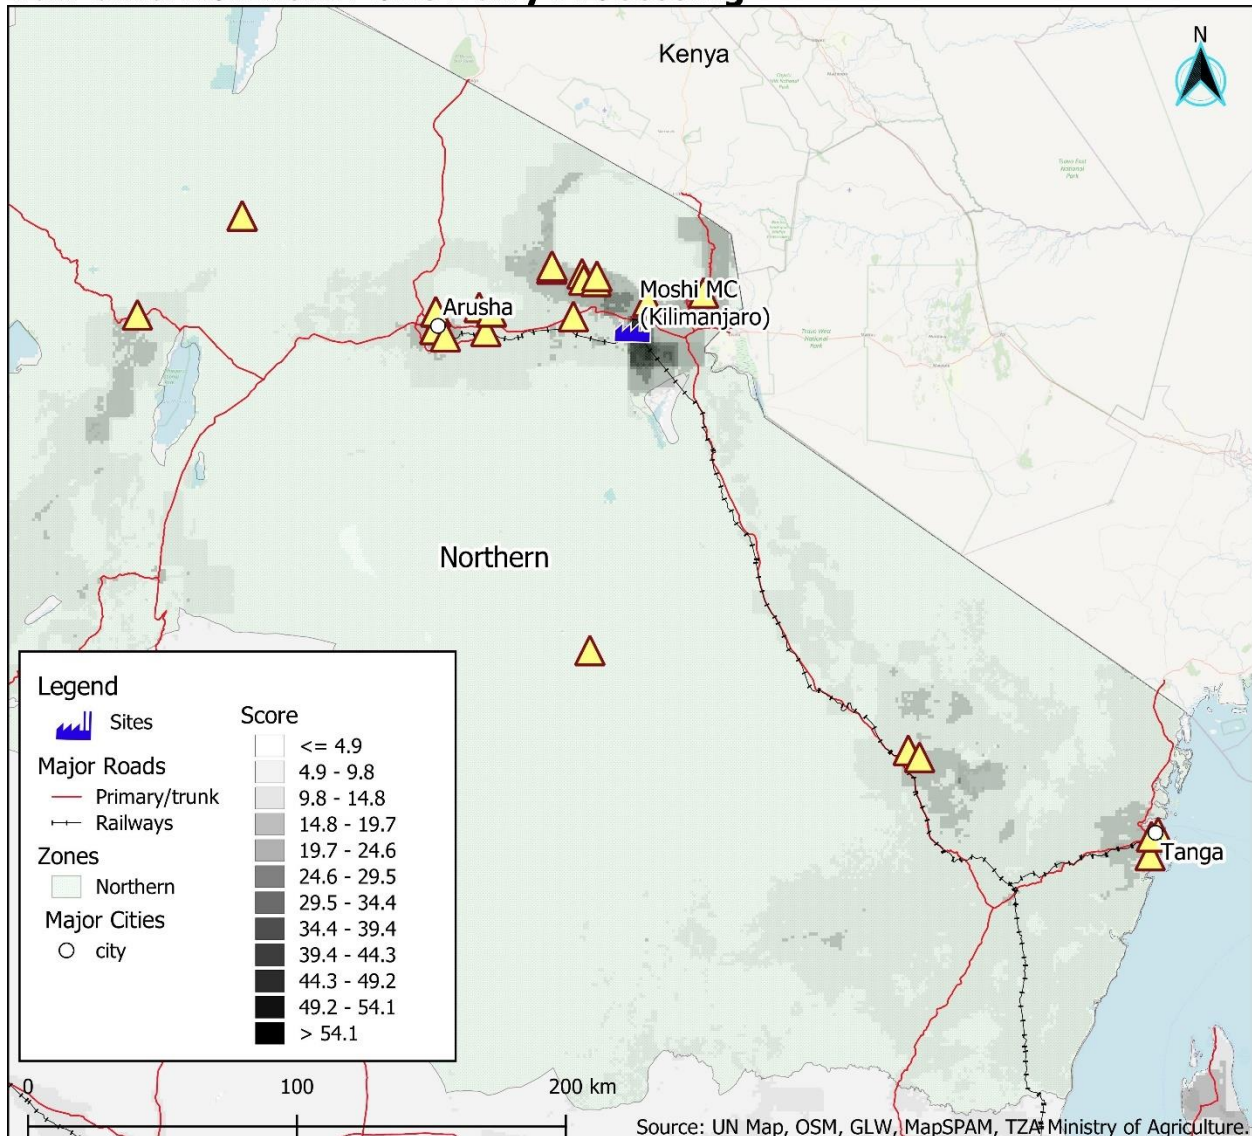 Kenya
N
Moshi MC
(Kilimanjaro)
Arusha
Northern
Tanga
Legend
Sites
Major Roads
Primary/trunk
Railways
Zones
Northern
Major Cities
city
Score
<= 4.9
4.9 - 9.8
9.8 - 14.8
14.8 - 19.7
19.7 - 24.6
24.6 - 29.5
29.5 - 34.4
34.4 - 39.4
39.4 - 44.3
44.3 - 49.2
49.2 - 54.1
> 54.1
0 100 200 km
Source: UN Map, OSM, GLW, MapSPAM, TZA Ministry of Agriculture.